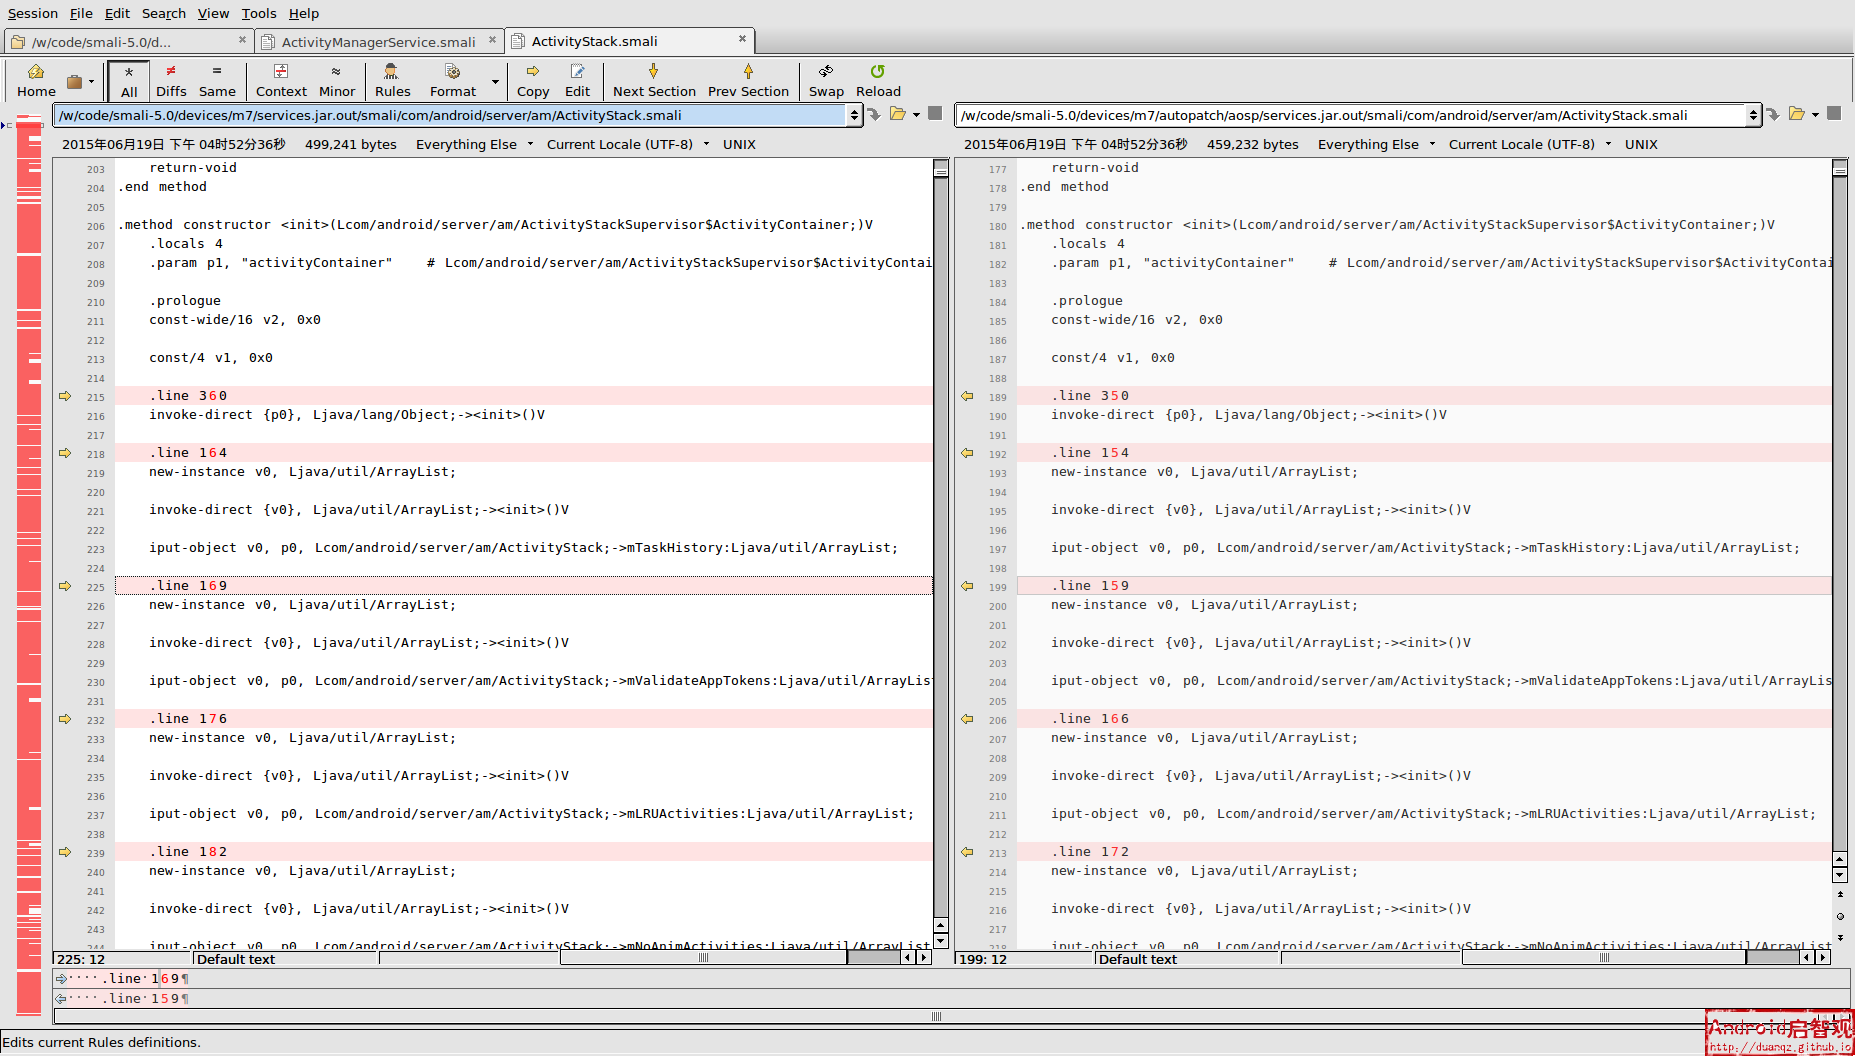 Session File Edit Search View Tools Help
/w/code/smali-5.0/d... ActivityManagerService.smali ActivityStack.smali
Home All Diffs Same Context Minor Rules Format Copy Edit Next Section Prev Section Swap Reload
/w/code/smali-5.0/devices/m7/services.jar.out/smali/com/android/server/am/ActivityStack.smali
2015年06月19日 下午 04时52分36秒 499,241 bytes Everything Else Current Locale (UTF-8) UNIX
203 return-void
204 .end method
205
206 .method constructor <init>(Lcom/android/server/am/ActivityStackSupervisor$ActivityContainer;)V
207 .locals 4
208 .param p1, "activityContainer" # Lcom/android/server/am/ActivityStackSupervisor$ActivityContai
209
210 .prologue
211 const-wide/16 v2, 0x0
212
213 const/4 v1, 0x0
214
215 .line 360
216 invoke-direct {p0}, Ljava/lang/Object;-><init>()V
217
218 .line 164
219 new-instance v0, Ljava/util/ArrayList;
220
221 invoke-direct {v0}, Ljava/util/ArrayList;-><init>()V
222
223 iput-object v0, p0, Lcom/android/server/am/ActivityStack;->mTaskHistory:Ljava/util/ArrayList;
224
225 .line 169
226 new-instance v0, Ljava/util/ArrayList;
227
228 invoke-direct {v0}, Ljava/util/ArrayList;-><init>()V
229
230 iput-object v0, p0, Lcom/android/server/am/ActivityStack;->mValidateAppTokens:Ljava/util/ArrayLis
231
232 .line 176
233 new-instance v0, Ljava/util/ArrayList;
234
235 invoke-direct {v0}, Ljava/util/ArrayList;-><init>()V
236
237 iput-object v0, p0, Lcom/android/server/am/ActivityStack;->mLRUActivities:Ljava/util/ArrayList;
238
239 .line 182
240 new-instance v0, Ljava/util/ArrayList;
241
242 invoke-direct {v0}, Ljava/util/ArrayList;-><init>()V
243
244 iput-object v0, p0, Lcom/android/server/am/ActivityStack;->mNoAnimActivities:Ljava/util/ArrayList
225: 12 Default text
/w/code/smali-5.0/devices/m7/autopatch/aosp/services.jar.out/smali/com/android/server/am/ActivityStack.smali
2015年06月19日 下午 04时52分36秒 459,232 bytes Everything Else Current Locale (UTF-8) UNIX
177 return-void
178 .end method
179
180 .method constructor <init>(Lcom/android/server/am/ActivityStackSupervisor$ActivityContainer;)V
181 .locals 4
182 .param p1, "activityContainer" # Lcom/android/server/am/ActivityStackSupervisor$ActivityContai
183
184 .prologue
185 const-wide/16 v2, 0x0
186
187 const/4 v1, 0x0
188
189 .line 350
190 invoke-direct {p0}, Ljava/lang/Object;-><init>()V
191
192 .line 154
193 new-instance v0, Ljava/util/ArrayList;
194
195 invoke-direct {v0}, Ljava/util/ArrayList;-><init>()V
196
197 iput-object v0, p0, Lcom/android/server/am/ActivityStack;->mTaskHistory:Ljava/util/ArrayList;
198
199 .line 159
200 new-instance v0, Ljava/util/ArrayList;
201
202 invoke-direct {v0}, Ljava/util/ArrayList;-><init>()V
203
204 iput-object v0, p0, Lcom/android/server/am/ActivityStack;->mValidateAppTokens:Ljava/util/ArrayLis
205
206 .line 166
207 new-instance v0, Ljava/util/ArrayList;
208
209 invoke-direct {v0}, Ljava/util/ArrayList;-><init>()V
210
211 iput-object v0, p0, Lcom/android/server/am/ActivityStack;->mLRUActivities:Ljava/util/ArrayList;
212
213 .line 172
214 new-instance v0, Ljava/util/ArrayList;
215
216 invoke-direct {v0}, Ljava/util/ArrayList;-><init>()V
217
218 iput-object v0, p0, Lcom/android/server/am/ActivityStack;->mNoAnimActivities:Ljava/util/ArrayList
199: 12 Default text
····.line·169¶
····.line·159¶
Edits current Rules definitions.
Android启智观
http://duanqz.github.io